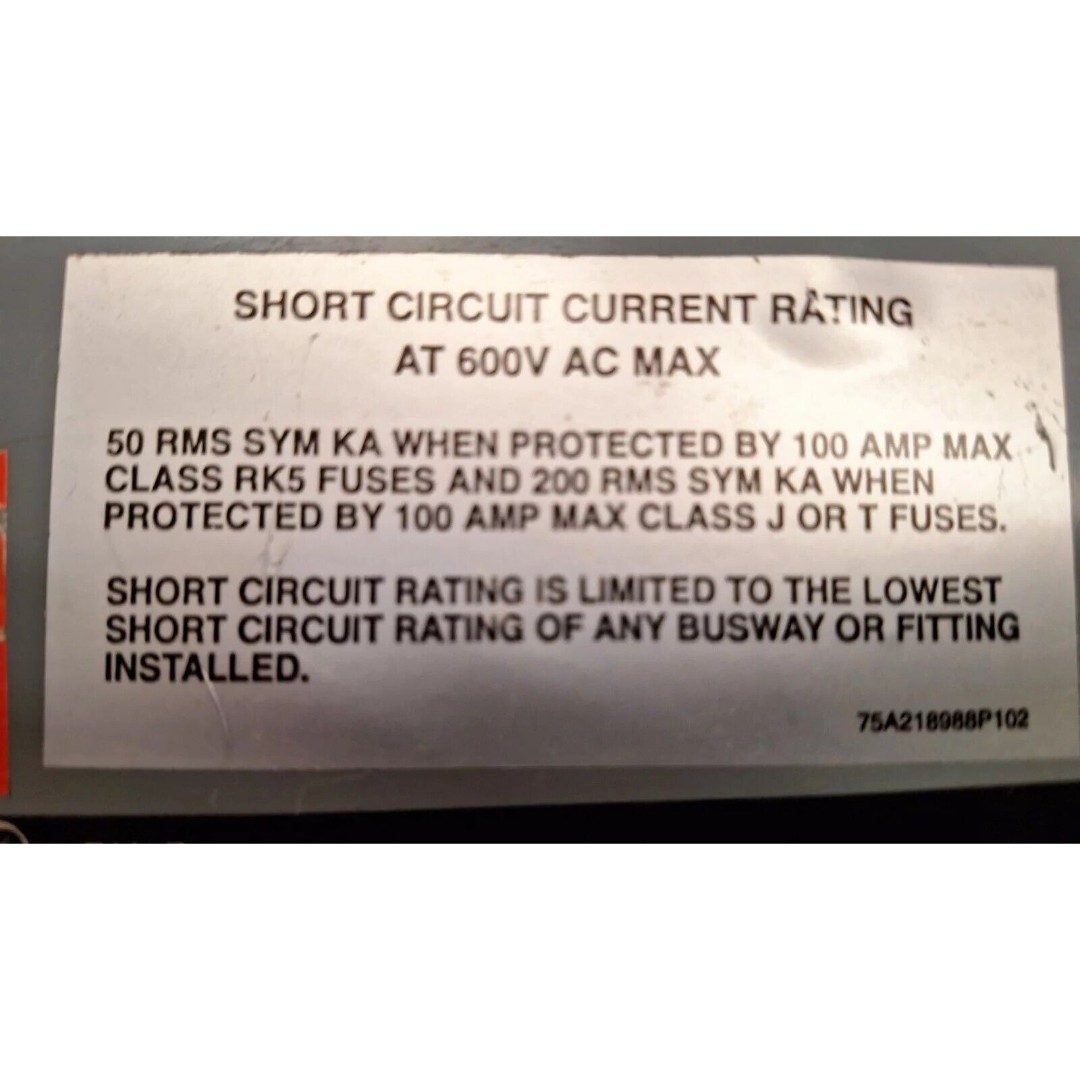 SHORT CIRCUIT CURRENT RATING
AT 600V AC MAX
50 RMS SYM KA WHEN PROTECTED BY 100 AMP MAX
CLASS RK5 FUSES AND 200 RMS SYM KA WHEN
PROTECTED BY 100 AMP MAX CLASS J OR T FUSES.
SHORT CIRCUIT RATING IS LIMITED TO THE LOWEST
SHORT CIRCUIT RATING OF ANY BUSWAY OR FITTING
INSTALLED.
75A218988P102